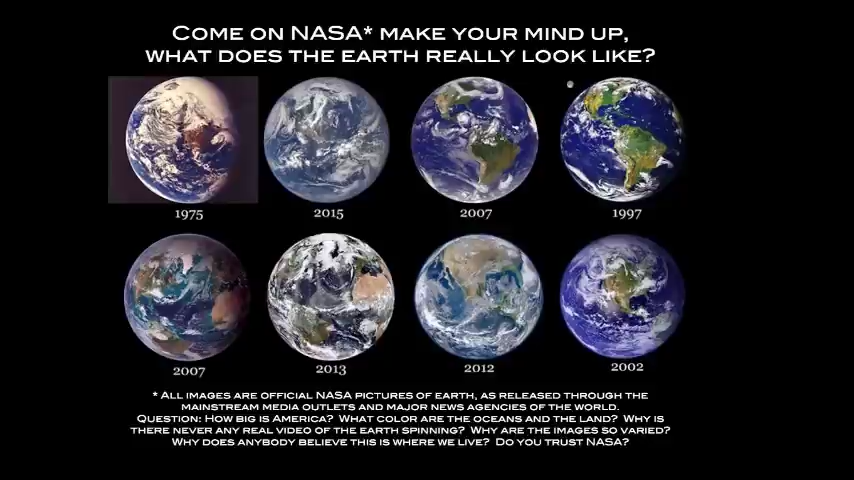 Come on NASA* make your mind up,
what does the earth really look like?
1975
2015
2007
1997
2007
2013
2012
2002
* All images are official NASA pictures of earth, as released through the
mainstream media outlets and major news agencies of the world.
Question: How big is America? What color are the oceans and the land? Why is
there never any real video of the earth spinning? Why are the images so varied?
Why does anybody believe this is where we live? Do you trust NASA?